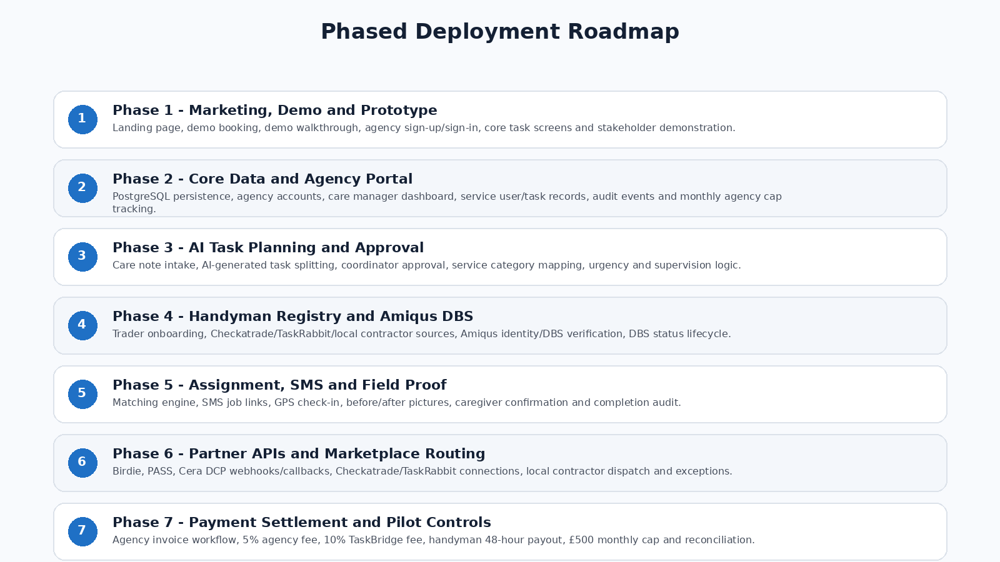 Phased Deployment Roadmap
1
Phase 1 - Marketing, Demo and Prototype
Landing page, demo booking, demo walkthrough, agency sign-up/sign-in, core task screens and stakeholder demonstration.
2
Phase 2 - Core Data and Agency Portal
PostgreSQL persistence, agency accounts, care manager dashboard, service user/task records, audit events and monthly agency cap
tracking.
3
Phase 3 - AI Task Planning and Approval
Care note intake, AI-generated task splitting, coordinator approval, service category mapping, urgency and supervision logic.
4
Phase 4 - Handyman Registry and Amiqus DBS
Trader onboarding, Checkatrade/TaskRabbit/local contractor sources, Amiqus identity/DBS verification, DBS status lifecycle.
5
Phase 5 - Assignment, SMS and Field Proof
Matching engine, SMS job links, GPS check-in, before/after pictures, caregiver confirmation and completion audit.
6
Phase 6 - Partner APIs and Marketplace Routing
Birdie, PASS, Cera DCP webhooks/callbacks, Checkatrade/TaskRabbit connections, local contractor dispatch and exceptions.
7
Phase 7 - Payment Settlement and Pilot Controls
Agency invoice workflow, 5% agency fee, 10% TaskBridge fee, handyman 48-hour payout, £500 monthly cap and reconciliation.